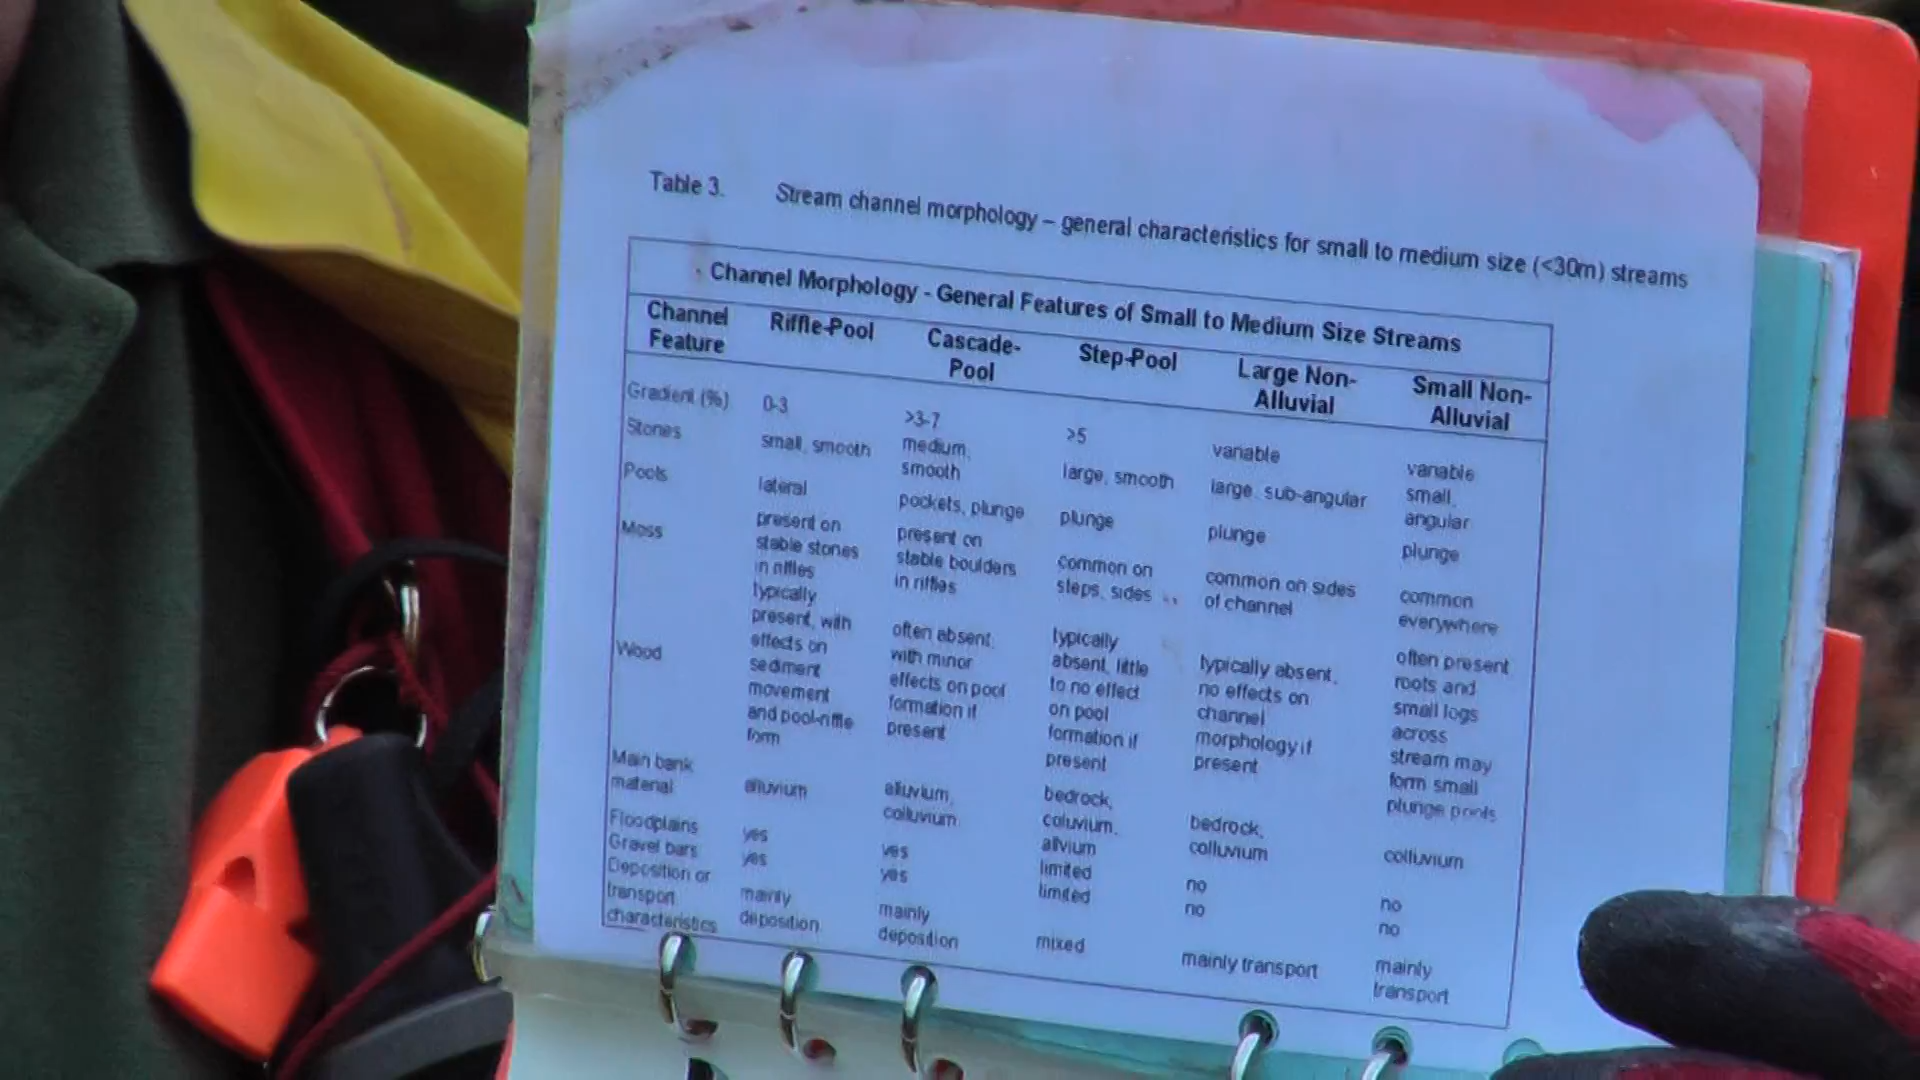 Table 3. Stream channel morphology – general characteristics for small to medium size (<30m) streams
Channel Morphology - General Features of Small to Medium Size Streams
Channel Feature
Riffle-Pool
Cascade-Pool
Step-Pool
Large Non-Alluvial
Small Non-Alluvial
Gradient (%)
0-3
>3-7
>5
variable
variable
Stones
small, smooth
medium,
smooth
large, smooth
large, sub-angular
small,
angular
Pools
lateral
pockets, plunge
plunge
plunge
plunge
Moss
present on
stable stones
in riffles
present on
stable boulders
in riffles
common on
steps, sides
common on sides
of channel
common
everywhere
Wood
typically
present, with
effects on
sediment
movement
and pool-riffle
form
often absent,
with minor
effects on pool
formation if
present
typically
absent, little
to no effect
on pool
formation if
present
typically absent,
no effects on
channel
morphology if
present
often present
roots and
small logs
across
stream may
form small
plunge pools
Main bank
material
alluvium
alluvium,
colluvium
bedrock,
coluvium,
allvium
bedrock,
colluvium
colluvium
Floodplains
yes
yes
limited
no
no
Gravel bars
yes
yes
limited
no
no
Deposition or
transport
characteristics
mainly
deposition
mainly
deposition
mixed
mainly transport
mainly
transport